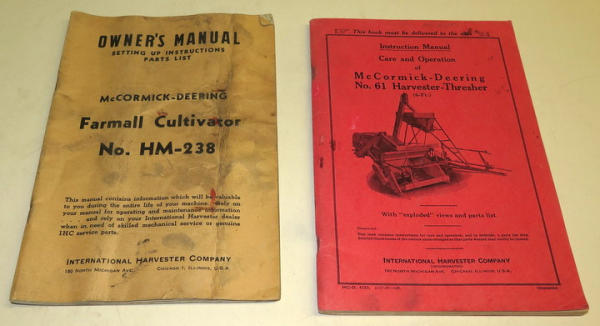 OWNER'S MANUAL
SETTING UP INSTRUCTIONS
PARTS LIST
McCORMICK-DEERING
Farmall Cultivator
No. HM-238
This manual contains information which will be valuable
to you during the entire life of your machine. Rely on
your manual for operating and maintenance information
. . . . and rely on your International Harvester dealer
when in need of skilled mechanical service or genuine
IHC service parts.
INTERNATIONAL HARVESTER COMPANY
180 NORTH MICHIGAN AVE. CHICAGO 1, ILLINOIS, U.S.A.
This book must be delivered to the
Instruction Manual
Care and Operation
of
McCormick-Deering
No. 61 Harvester-Thresher
(6-Ft.)
With "exploded" views and parts list
INTERNATIONAL HARVESTER COMPANY
180 NORTH MICHIGAN AVE. CHICAGO 1, ILLINOIS, U.S.A.